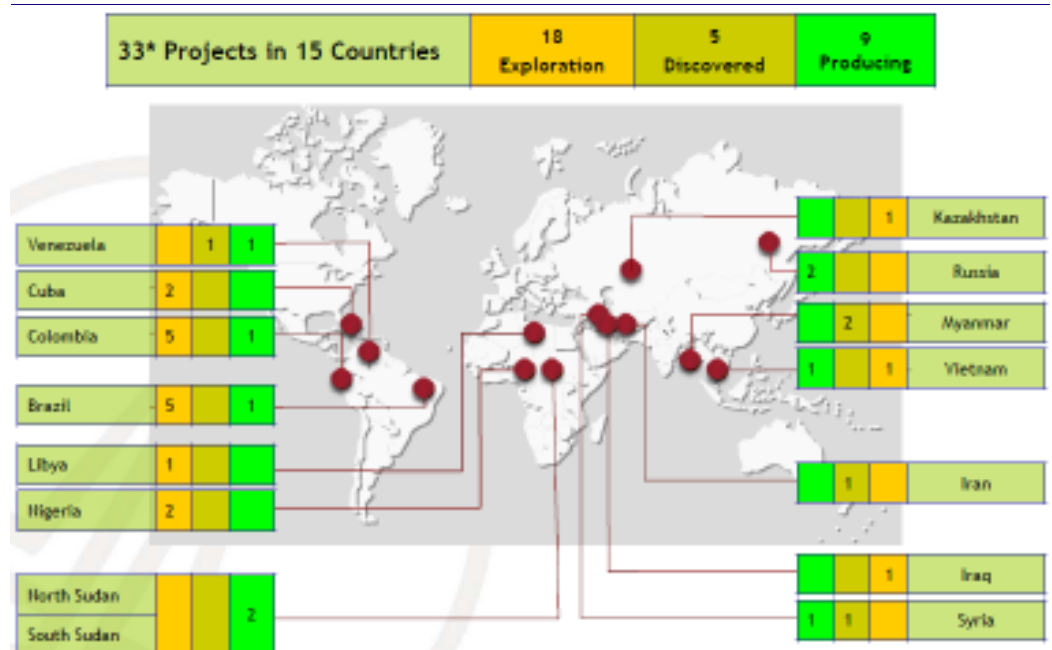 33* Projects in 15 Countries
18
Exploration
5
Discovered
9
Producing
Venezuela 1 1
Cuba 2
Colombia 5 1
Brazil 5 1
Libya 1
Nigeria 2
North Sudan
South Sudan
2
1 Kazakhstan
2 Russia
2 Myanmar
1 1 Vietnam
1 Iran
1 Iraq
1 1 Syria